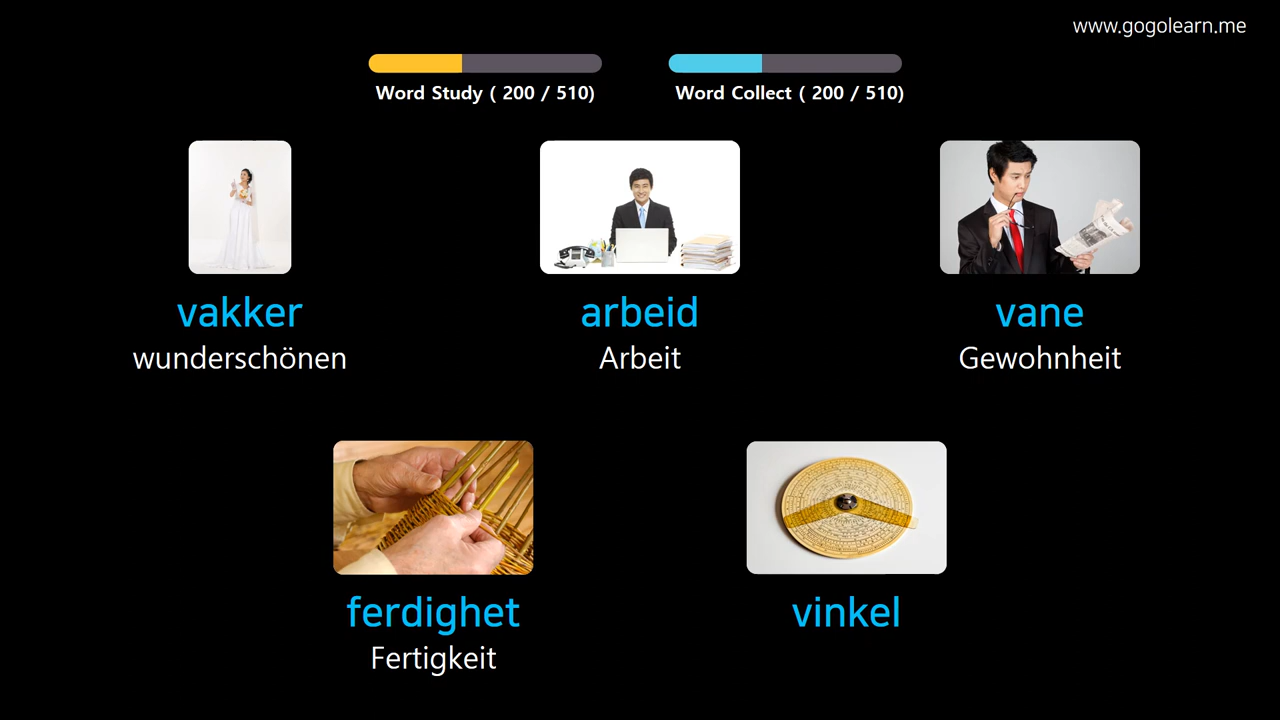 www.gogolearn.me
Word Study ( 200 / 510)
Word Collect ( 200 / 510)
vakker
wunderschönen
arbeid
Arbeit
vane
Gewohnheit
ferdighet
Fertigkeit
vinkel